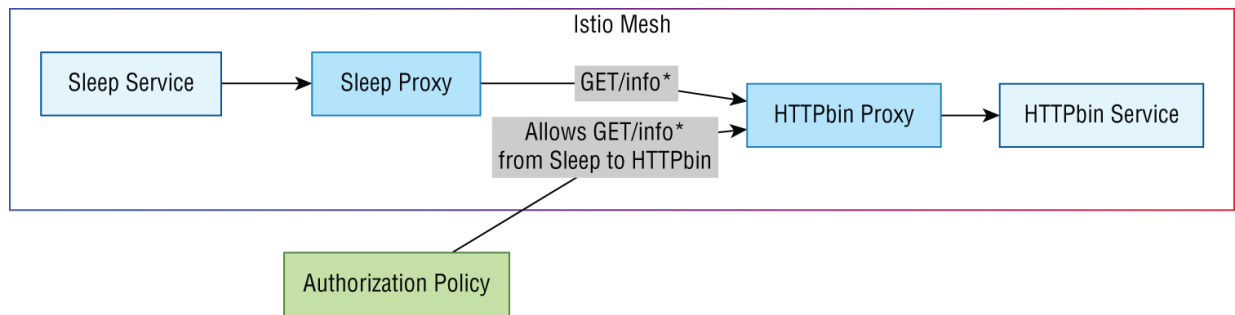 Istio Mesh
Sleep Service
Sleep Proxy
GET/info*
HTTPbin Proxy
HTTPbin Service
Allows GET/info*
from Sleep to HTTPbin
Authorization Policy